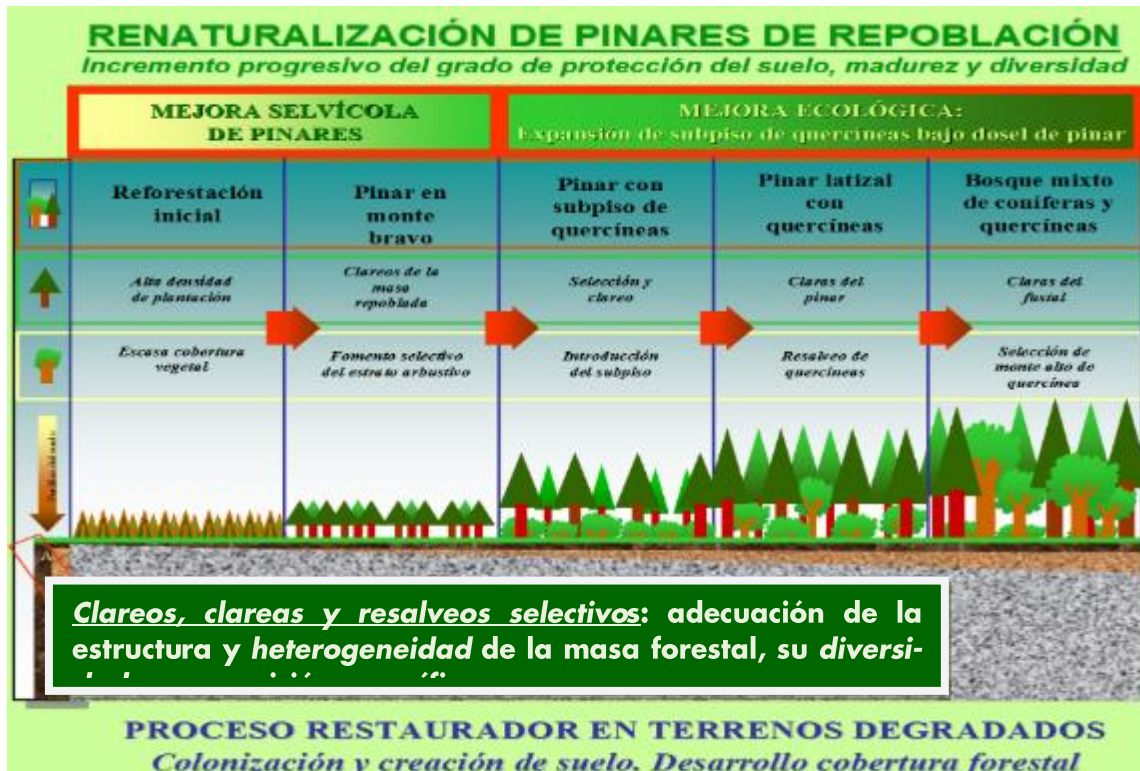 RENATURALIZACIÓN DE PINARES DE REPOBLACIÓN
Incremento progresivo del grado de protección del suelo, madurez y diversidad
MEJORA SELVÍCOLA
DE PINARES
MEJORA ECOLÓGICA:
Expansión de subpiso de quercíneas bajo dosel de pinar
Reforestación
inicial
Pinar en
monte
bravo
Pinar con
subpiso de
quercíneas
Pinar latizal
con
quercíneas
Bosque mixto
de coníferas y
quercíneas
Alta densidad
de plantación
Clareos de la
masa
repoblada
Selección y
clareo
Claras del
pinar
Claras del
fustal
Escasa cobertura
vegetal
Fomento selectivo
del estrato arbustivo
Introducción
del subpiso
Resalveo de
quercíneas
Selección de
monte alto de
quercínea
Clareos, clareas y resalveos selectivos: adecuación de la
estructura y heterogeneidad de la masa forestal, su diversi-
PROCESO RESTAURADOR EN TERRENOS DEGRADADOS
Colonización y creación de suelo. Desarrollo cobertura forestal